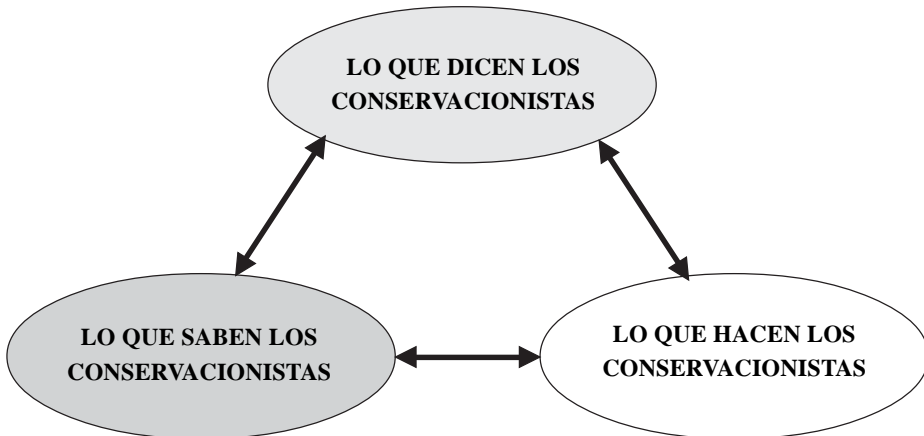 LO QUE DICEN LOS
CONSERVACIONISTAS
LO QUE SABEN LOS
CONSERVACIONISTAS
LO QUE HACEN LOS
CONSERVACIONISTAS